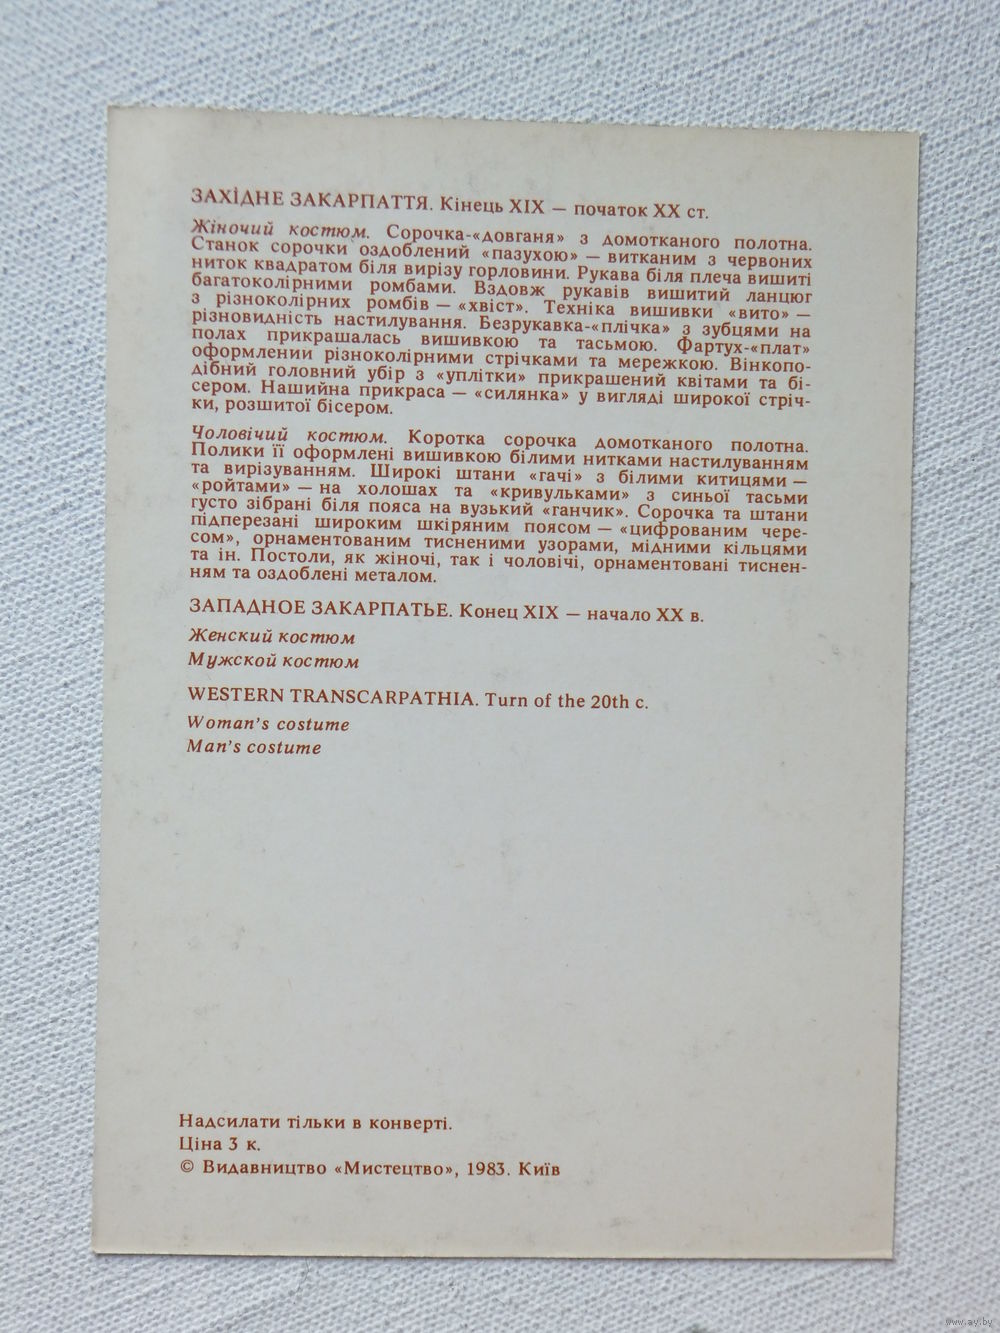 ЗАХІДНЕ ЗАКАРПАТТЯ. Кінець XIX — початок XX ст.
Жіночий костюм. Сорочка-«довганя» з домотканого полотна.
Станок сорочки оздоблений «пазухою» — витканим з червоних
ниток квадратом біля вирізу горловини. Рукава біля плеча вишиті
багатоколірними ромбами. Вздовж рукавів вишитий ланцюг
з різноколірних ромбів — «хвіст». Техніка вишивки «вито» —
різновидність настилування. Безрукавка-«плічка» з зубцями на
полах прикрашалась вишивкою та тасьмою. Фартух-«плат»
оформлении різноколірними стрічками та мережкою. Вінкопо-
дібний головний убір з «уплітки» прикрашений квітами та бі-
сером. Нашийна прикраса — «силянка» у вигляді широкої стріч-
ки, розшитої бісером.
Чоловічий костюм. Коротка сорочка домотканого полотна.
Полики її оформлені вишивкою білими нитками настилуванням
та вирізуванням. Широкі штани «гачі» з білими китицями —
«ройтами» — на холошах та «кривульками» з синьої тасьми
густо зібрані біля пояса на вузький «ганчик». Сорочка та штани
підперезані широким шкіряним поясом — «цифрованим чере-
сом», орнаментованим тисненими узорами, мідними кільцями
та ін. Постоли, як жіночі, так і чоловічі, орнаментовані тиснен-
ням та оздоблені металом.
ЗАПАДНОЕ ЗАКАРПАТЬЕ. Конец XIX — начало XX в.
Женский костюм
Мужской костюм
WESTERN TRANSCARPATHIA. Turn of the 20th c.
Woman's costume
Man's costume
Надсилати тільки в конверті.
Ціна 3 к.
© Видавництво «Мистецтво», 1983. Київ
www.ay.by